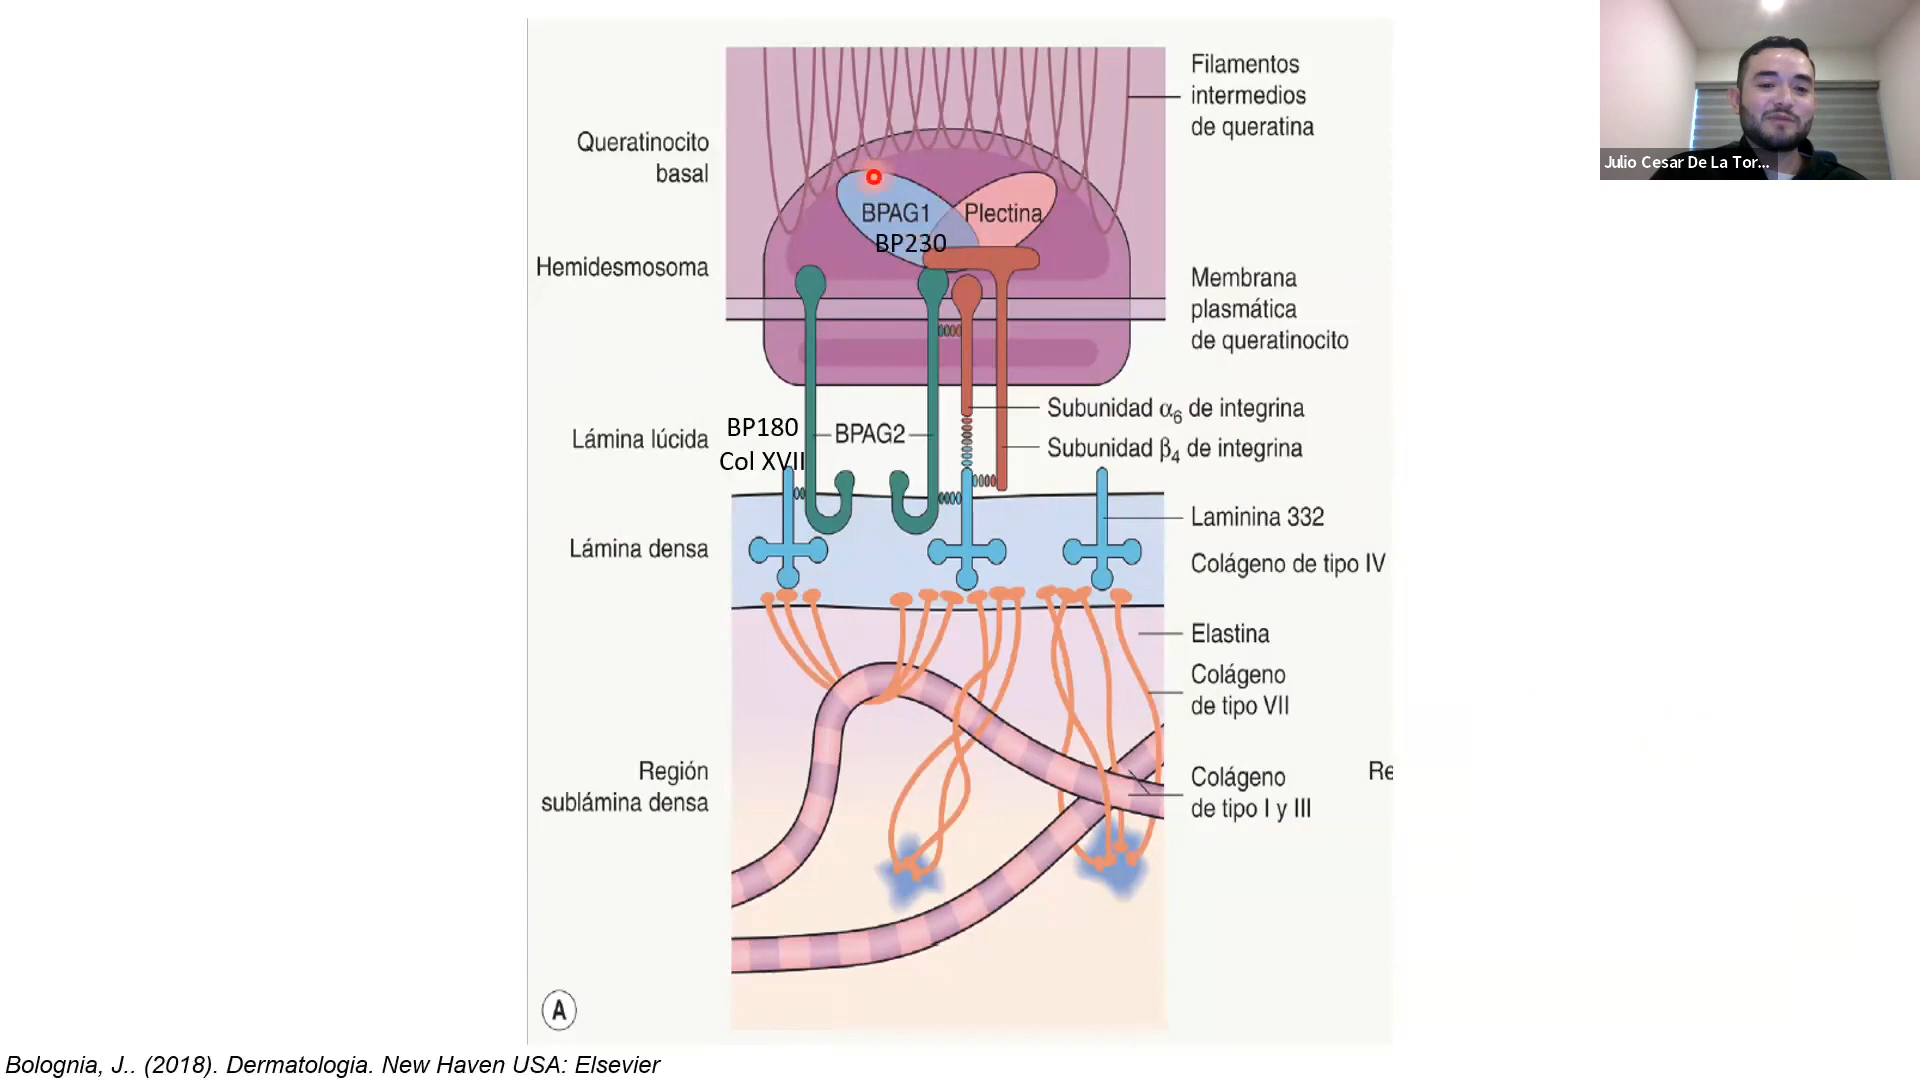 Filamentos
intermedios
de queratina
Queratinocito
basal
Julio Cesar De La Tor...
BPAG1
Plectina
BP230
Hemidesmosoma
Membrana
plasmática
de queratinocito
Subunidad α6 de integrina
BP180
BPAG2
Lámina lúcida
Subunidad β4 de integrina
Col XVII
Laminina 332
Lámina densa
Colágeno de tipo IV
Elastina
Colágeno
de tipo VII
Región
sublámina densa
Colágeno
de tipo I y III
Re
A
Bolognia, J.. (2018). Dermatologia. New Haven USA: Elsevier